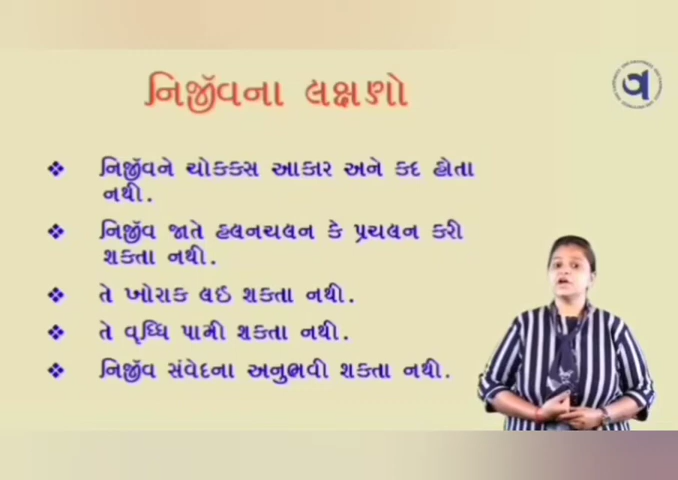 નિર્જીવના લક્ષણો
❖ નિર્જીવને ચોકકસ આકાર અને કદ હોતા
નથી.
❖ નિર્જીવ જાતે હલનચલન કે પ્રચલન કરી
શકતા નથી.
❖ તે ખોરાક લઈ શકતા નથી.
❖ તે વૃધ્ધિ પામી શકતા નથી.
❖ નિર્જીવ સંવેદના અનુભવી શકતા નથી.